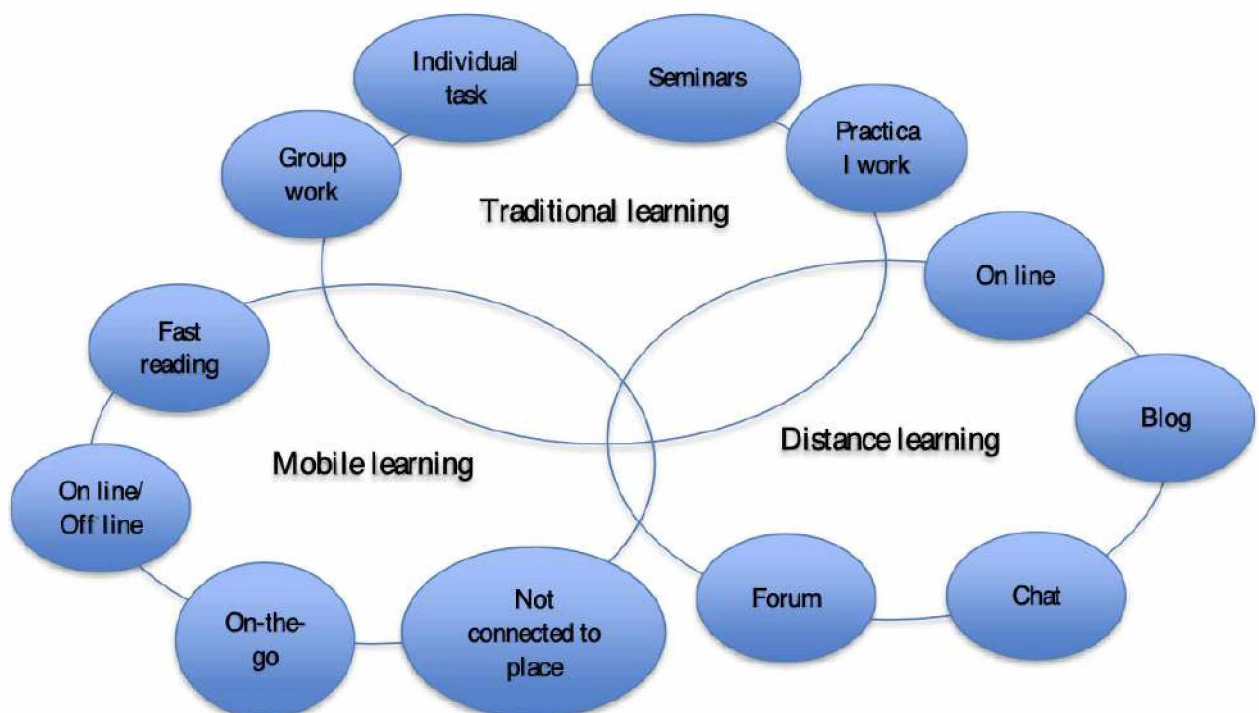 Individual
task
Seminars
Group
work
Practica
l work
Traditional learning
On line
Fast
reading
Blog
Distance learning
Mobile learning
On line/
Off line
Forum
Chat
On-the-
go
Not
connected to
place